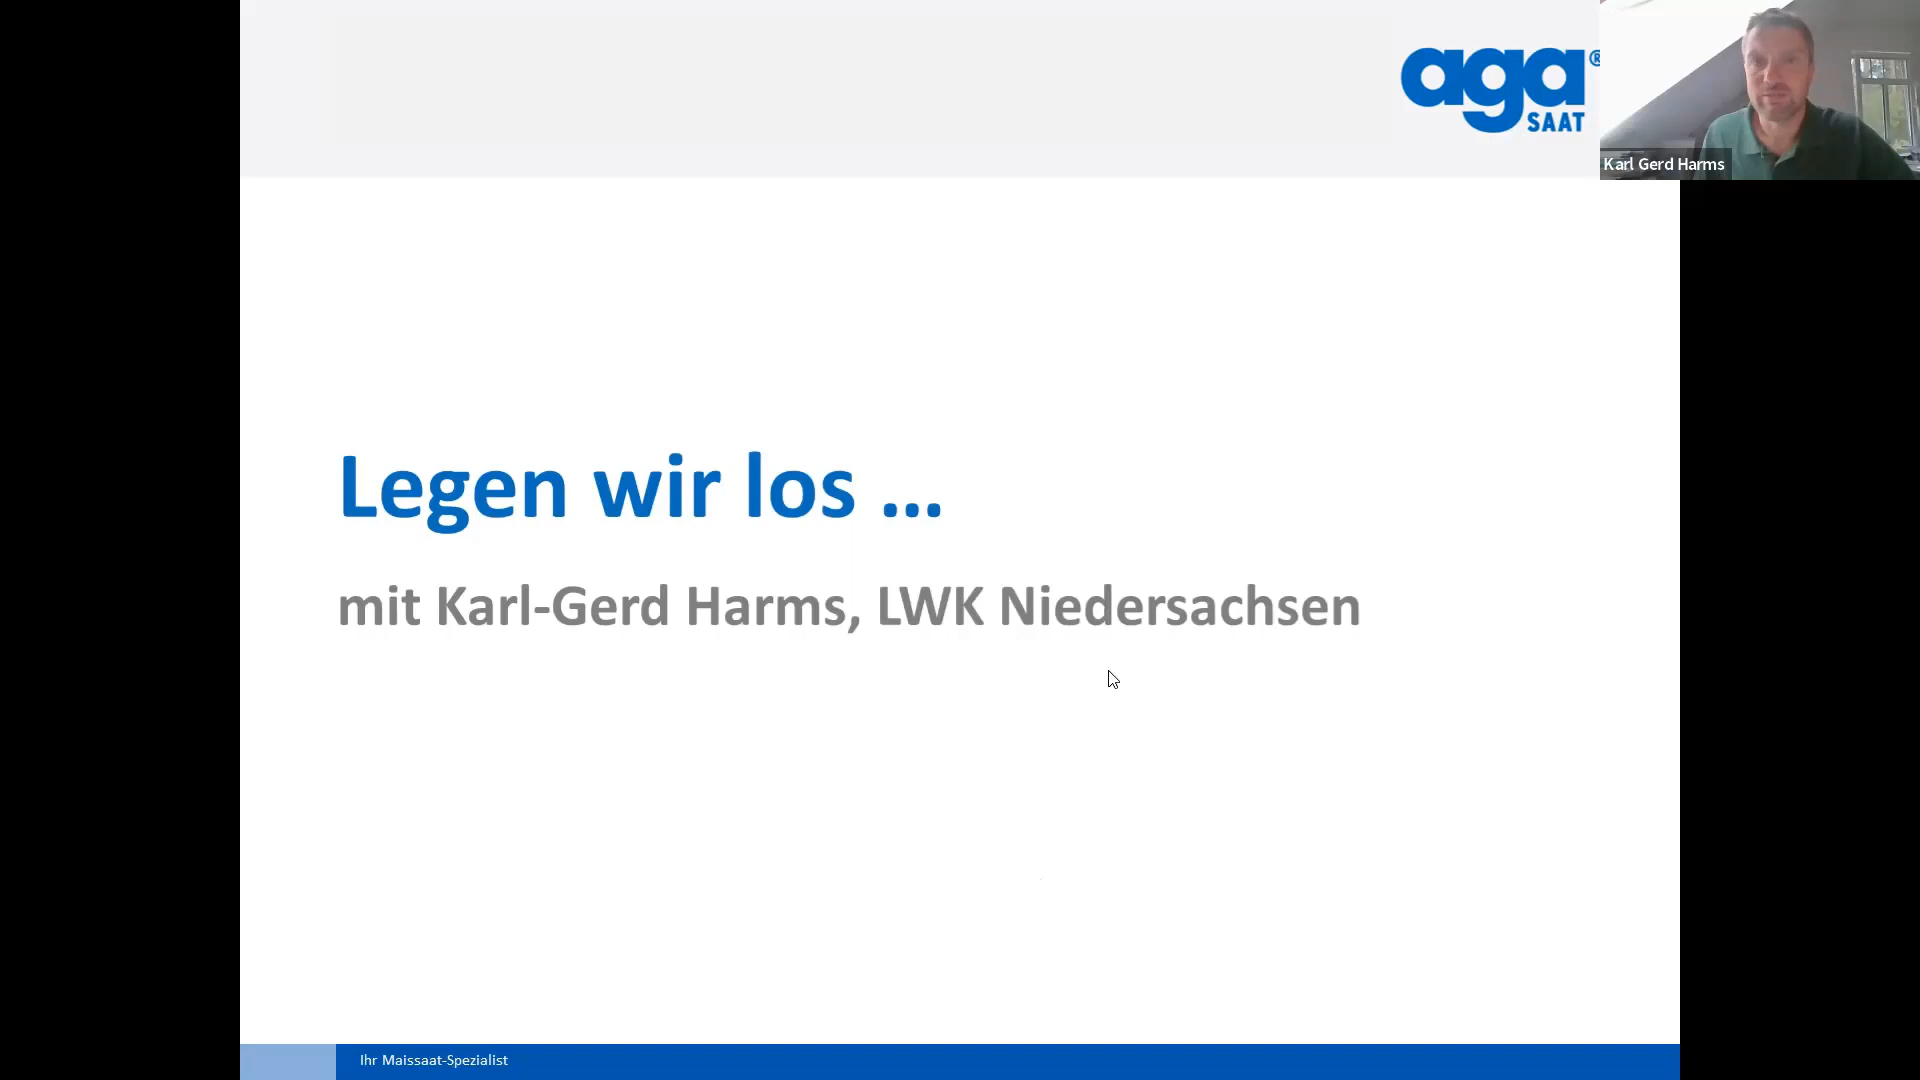 aga®
SAAT
Karl Gerd Harms
Legen wir los ...
mit Karl-Gerd Harms, LWK Niedersachsen
Ihr Maissaat-Spezialist